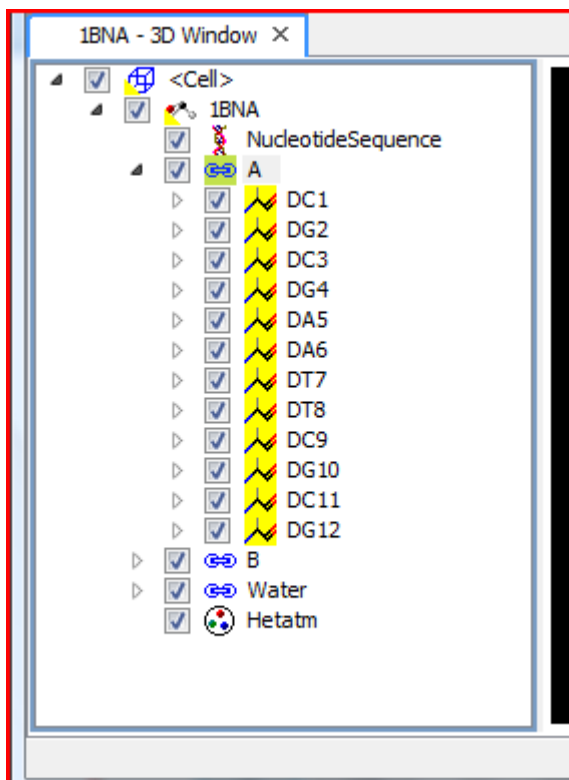 1BNA - 3D Window ×
<Cell>
1BNA
NucleotideSequence
A
DC1
DG2
DC3
DG4
DA5
DA6
DT7
DT8
DC9
DG10
DC11
DG12
B
Water
Hetatm